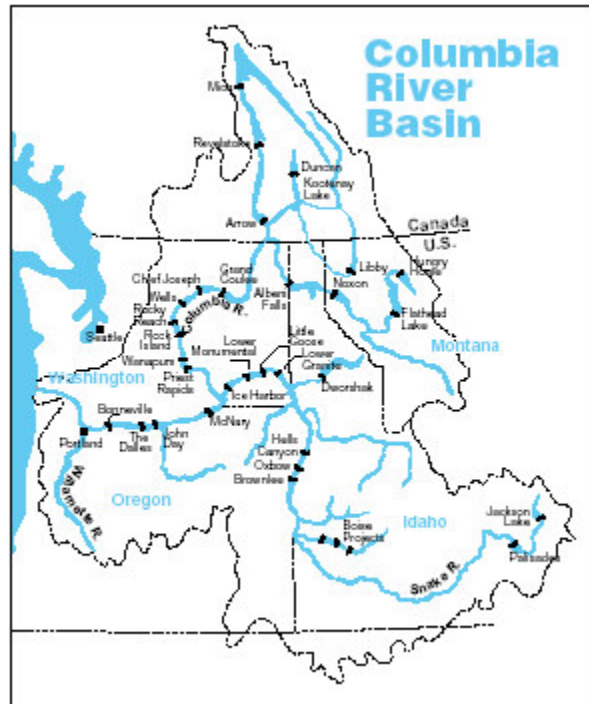 Columbia
River
Basin
Mica
Revelstoke
Duncan
Kootenay
Lake
Arrow
Canada
U.S.
Libby
Hungry
Horse
Noxon
Albeni
Falls
Grand
Coulee
Chief Joseph
Wells
Rocky
Reach
Rock
Island
Columbia R.
Flathead
Lake
Seattle
Wanapum
Priest
Rapids
Washington
Montana
Little
Goose
Lower
Monumental
Lower
Granite
Dworshak
Ice Harbor
McNary
Bonneville
Portland
The
Dalles
John
Day
Hells
Canyon
Oxbow
Brownlee
Willamette R.
Oregon
Idaho
Boise
Projects
Jackson
Lake
Palisades
Snake R.